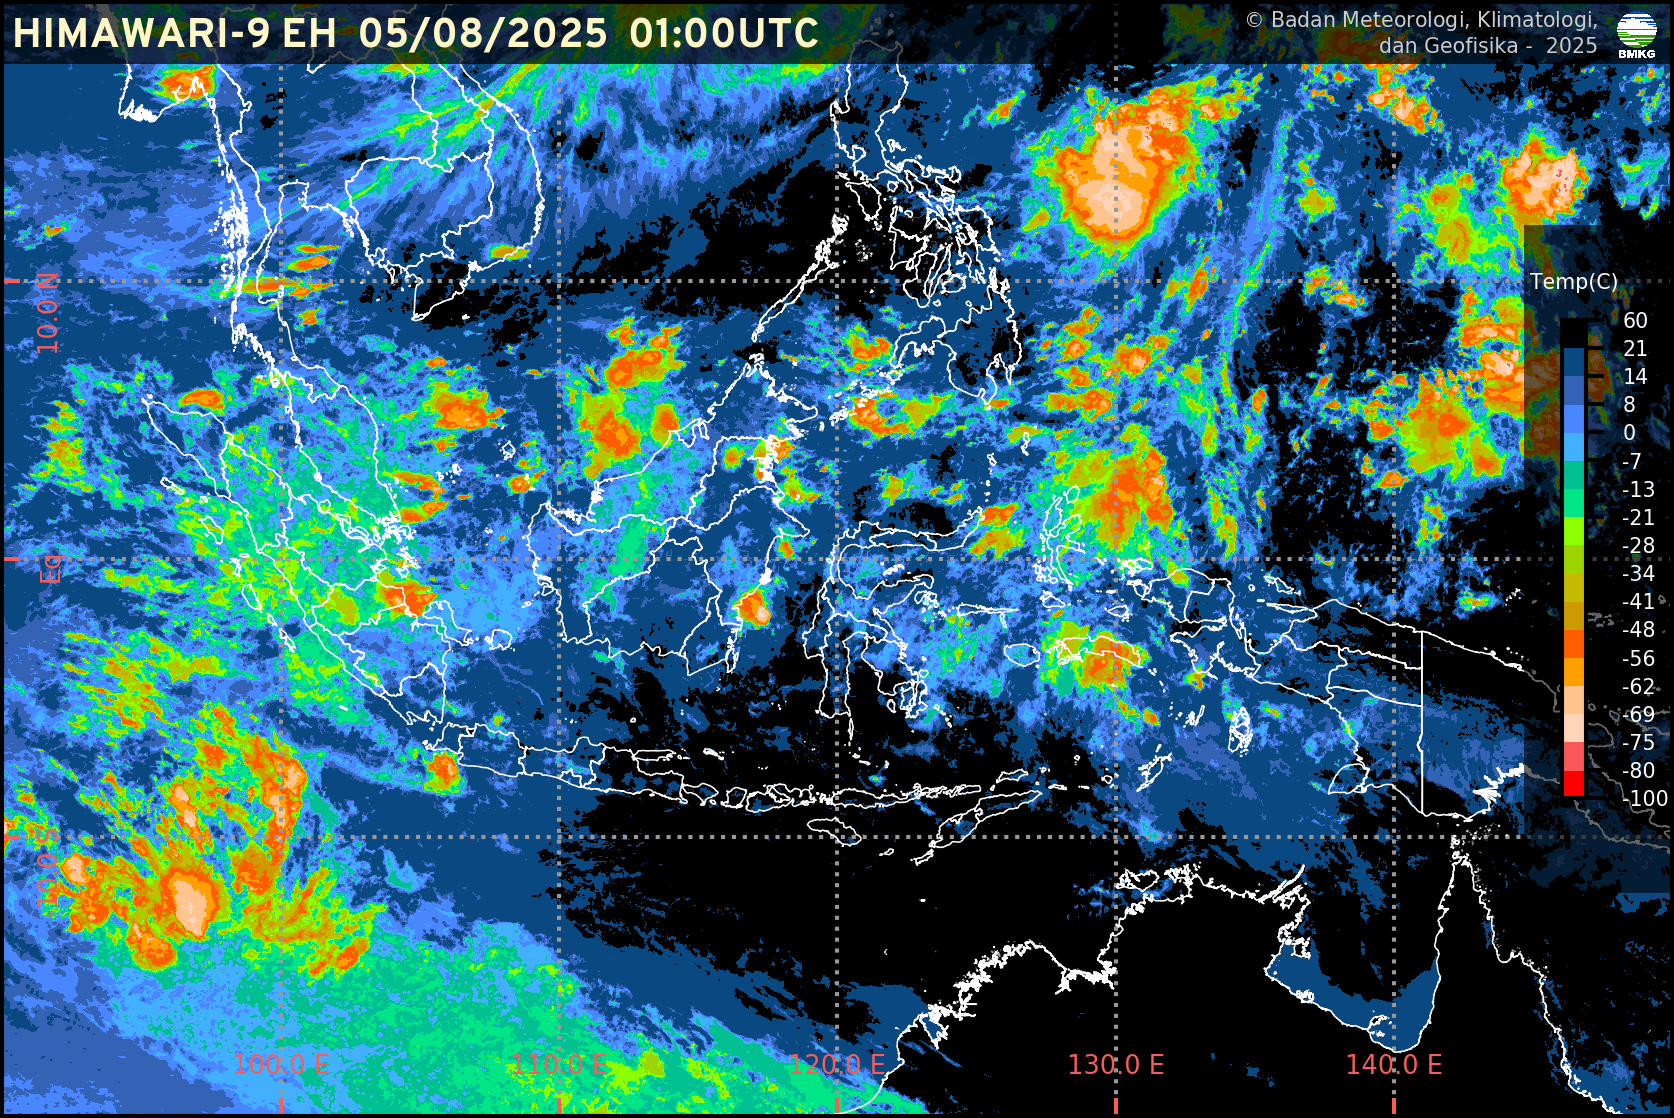 HIMAWARI-9 EH 05/08/2025 01:00UTC
© Badan Meteorologi, Klimatologi,
dan Geofisika - 2025
BMKG
Temp(C)
60
21
14
8
0
-7
-13
-21
-28
-34
-41
-48
-56
-62
-69
-75
-80
-100
10.0 N
Eq
10.0 S
100.0 E
110.0 E
120.0 E
130.0 E
140.0 E